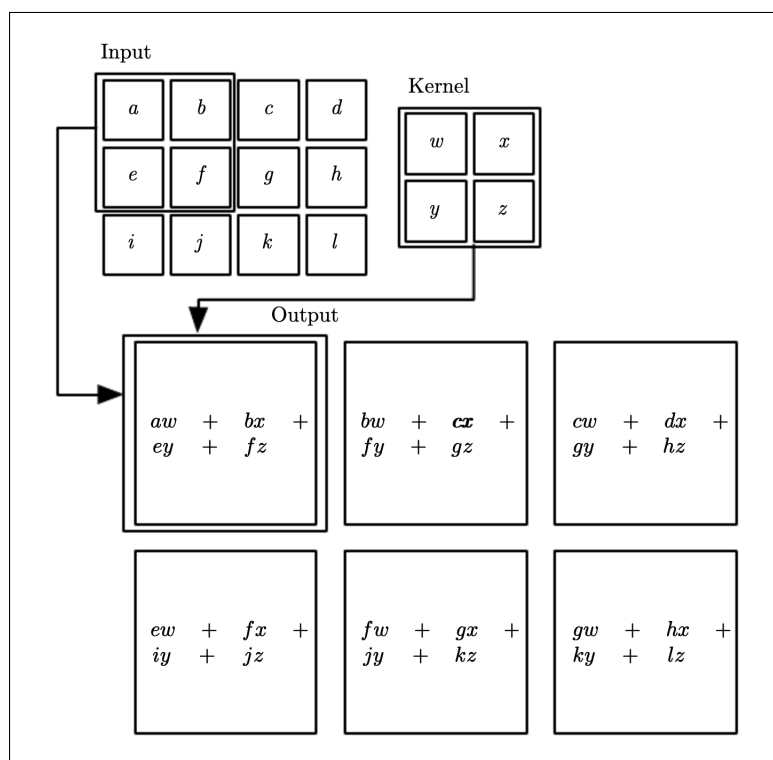 Input
Kernel
a b c d
w x
e f g h
y z
i j k l
Output
aw + bx + bw + cx + cw + dx +
ey + fz fy + gz gy + hz
ew + fx + fw + gx + gw + hx +
iy + jz jy + kz ky + lz